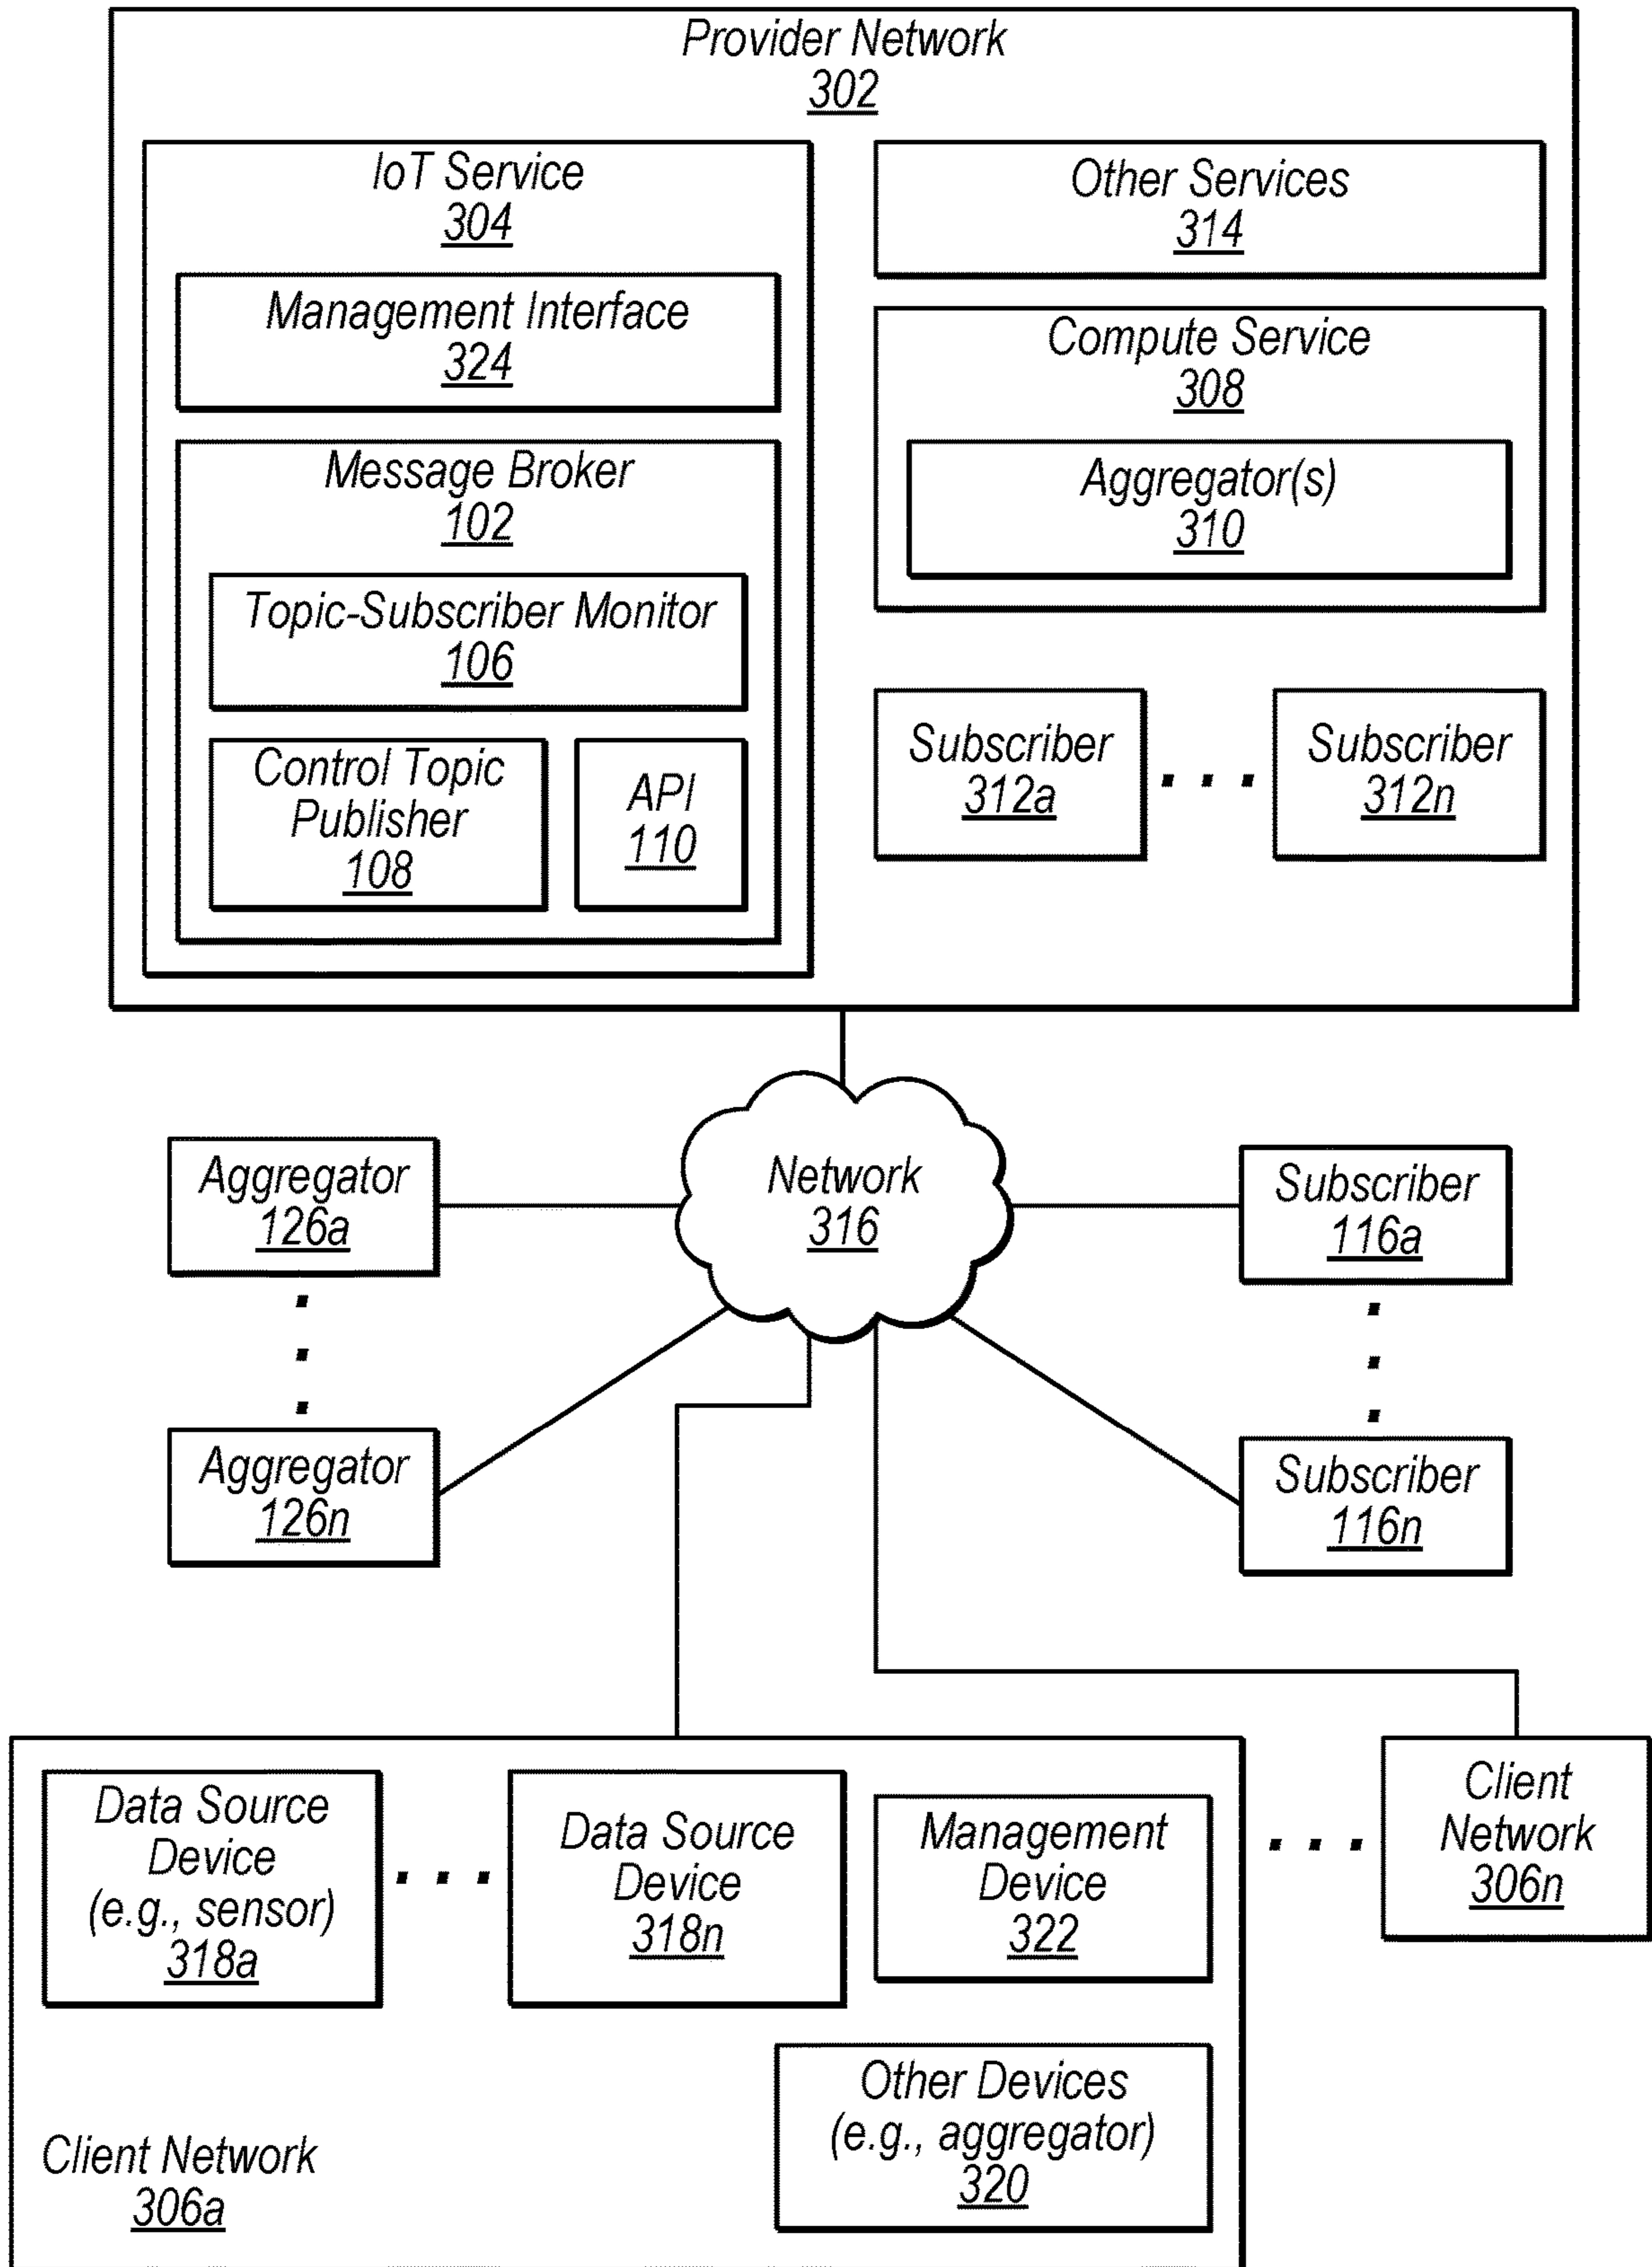 Provider Network
302
IoT Service
304
Management Interface
324
Message Broker
102
Topic-Subscriber Monitor
106
Control Topic
Publisher
108
API
110
Other Services
314
Compute Service
308
Aggregator(s)
310
Subscriber
312a
Subscriber
312n
Network
316
Aggregator
126a
Aggregator
126n
Subscriber
116a
Subscriber
116n
Data Source
Device
(e.g., sensor)
318a
Data Source
Device
318n
Management
Device
322
Other Devices
(e.g., aggregator)
320
Client Network
306a
Client
Network
306n